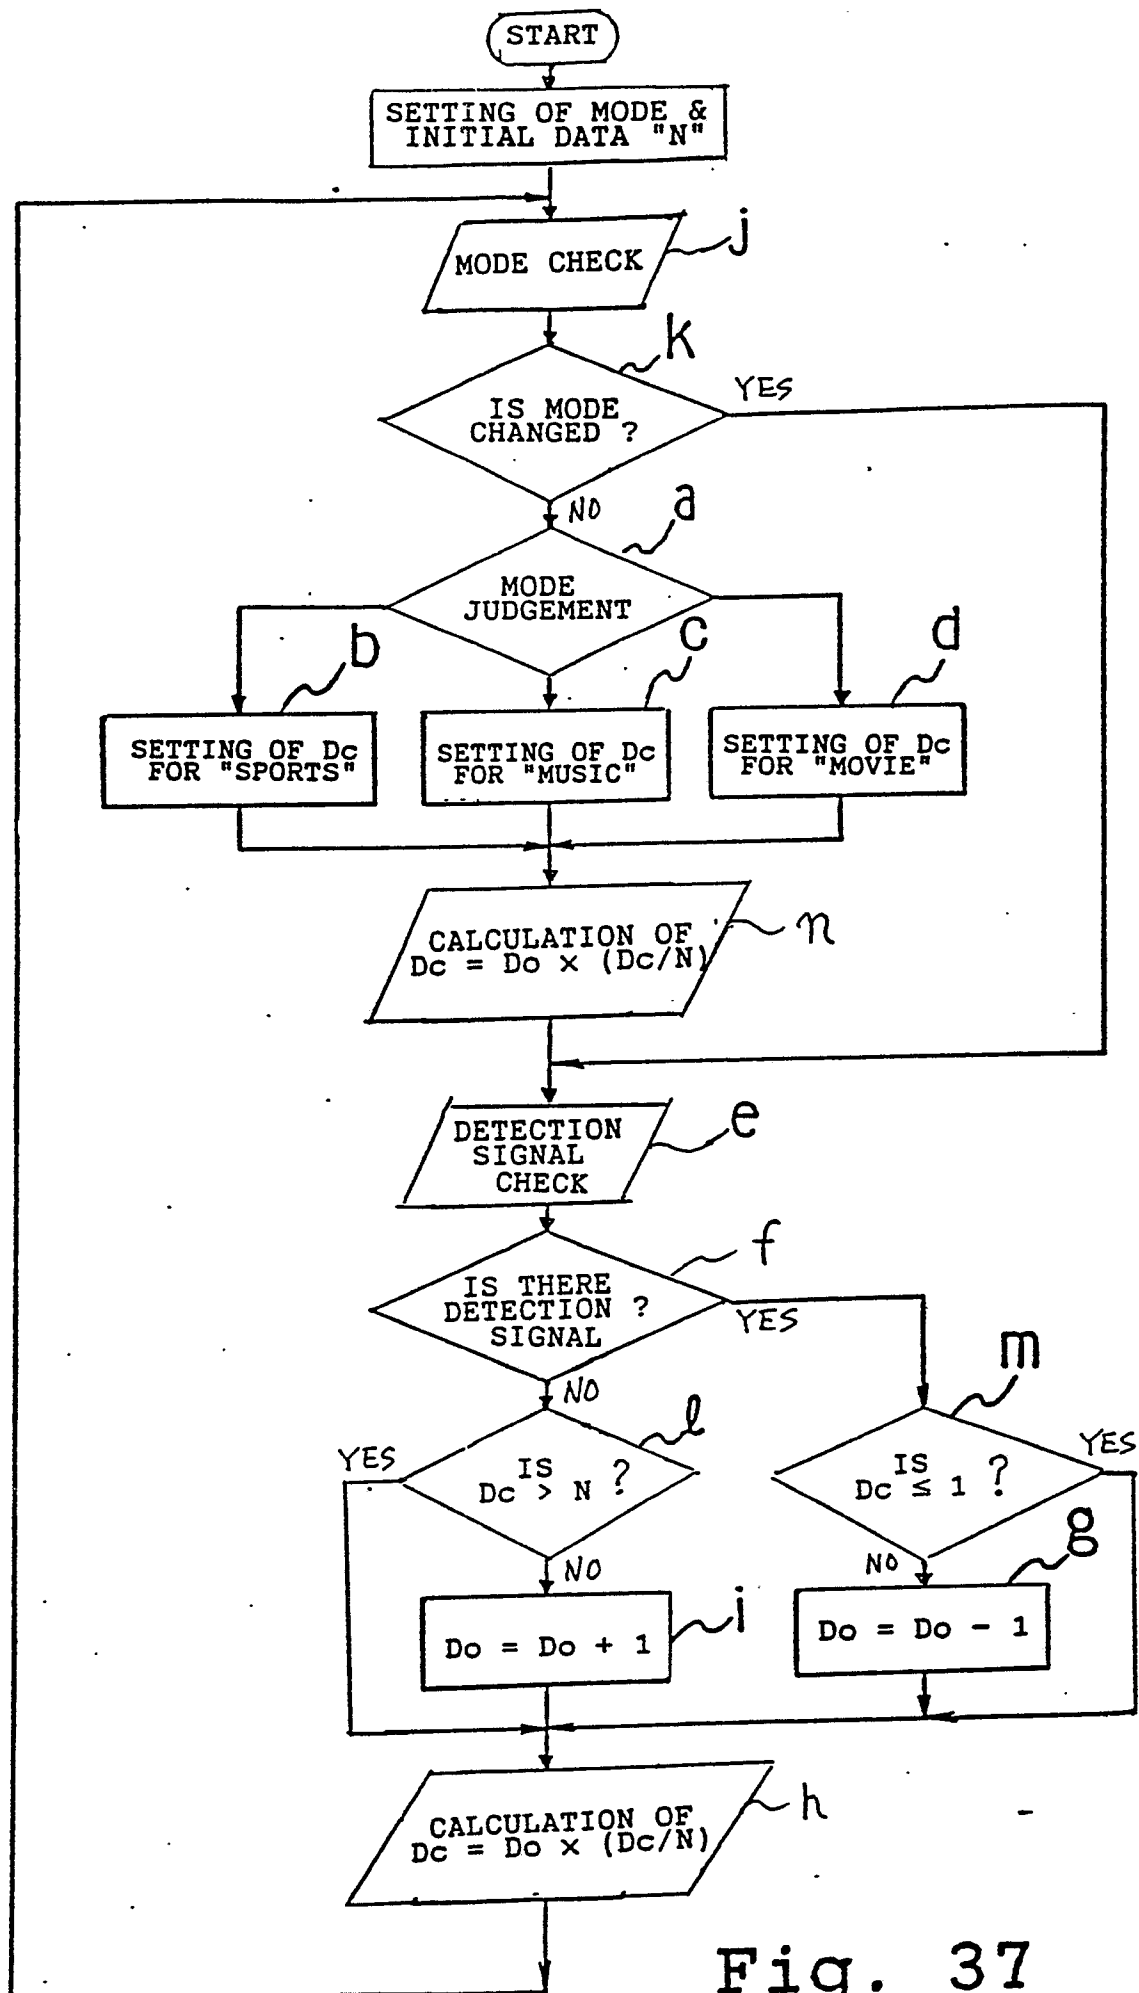 START
SETTING OF MODE &
INITIAL DATA "N"
MODE CHECK
j
k
IS MODE
CHANGED ?
YES
NO
a
MODE
JUDGEMENT
b
c
d
SETTING OF Dc
FOR "SPORTS"
SETTING OF Dc
FOR "MUSIC"
SETTING OF Dc
FOR "MOVIE"
CALCULATION OF
Dc = Do × (Dc/N)
n
DETECTION
SIGNAL
CHECK
e
f
IS THERE
DETECTION ?
SIGNAL
YES
NO
l
m
YES
IS
Dc > N ?
IS
Dc ≤ 1 ?
YES
NO
NO
g
Do = Do + 1
i
Do = Do - 1
CALCULATION OF
Dc = Do × (Dc/N)
h
Fig. 37